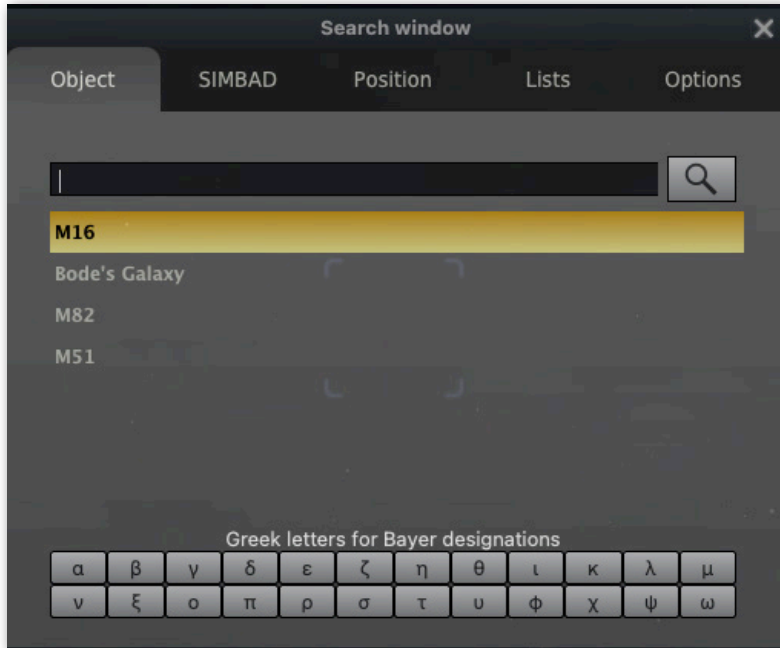 Search window
Object SIMBAD Position Lists Options
M16
Bode's Galaxy
M82
M51
Greek letters for Bayer designations
α β γ δ ε ζ η θ ι κ λ μ
ν ξ ο π ρ σ τ υ φ χ ψ ω